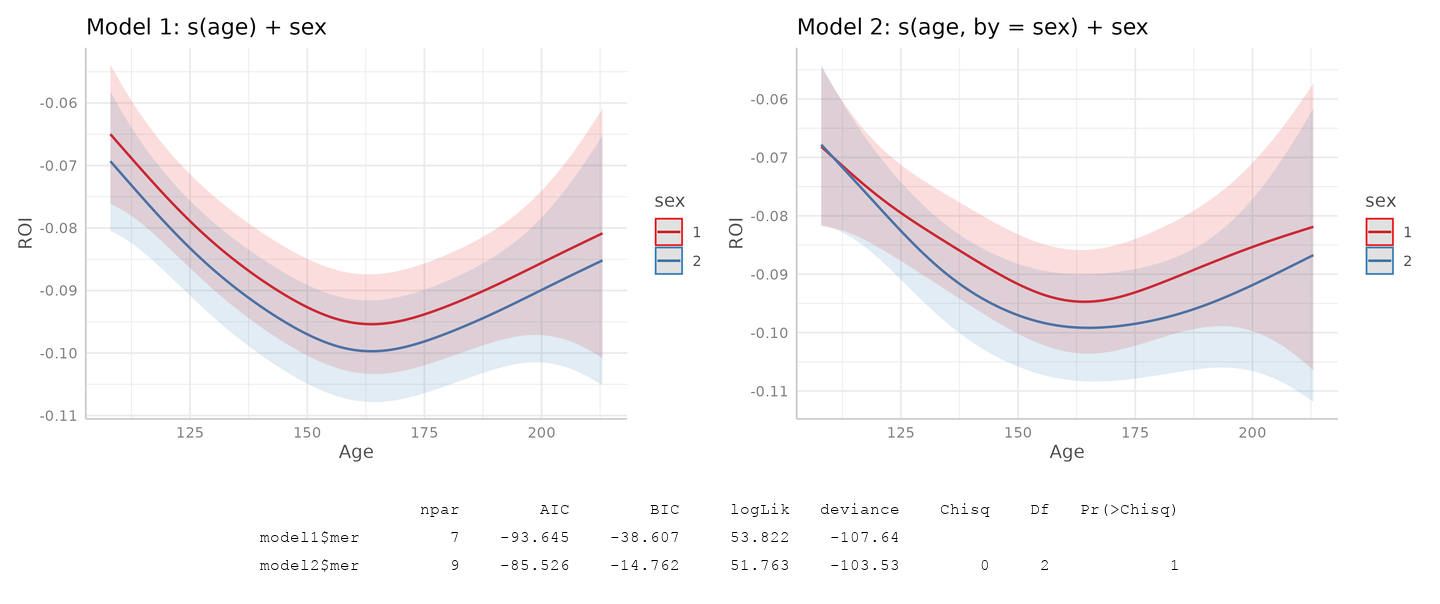 Model 1: s(age) + sex
-0.06
-0.07
-0.08
-0.09
-0.10
-0.11
ROI
125 150 175 200
Age
sex
1
2
Model 2: s(age, by = sex) + sex
-0.06
-0.07
-0.08
-0.09
-0.10
-0.11
ROI
125 150 175 200
Age
sex
1
2
npar AIC BIC logLik deviance Chisq Df Pr(>Chisq)
model1$mer 7 -93.645 -38.607 53.822 -107.64
model2$mer 9 -85.526 -14.762 51.763 -103.53 0 2 1